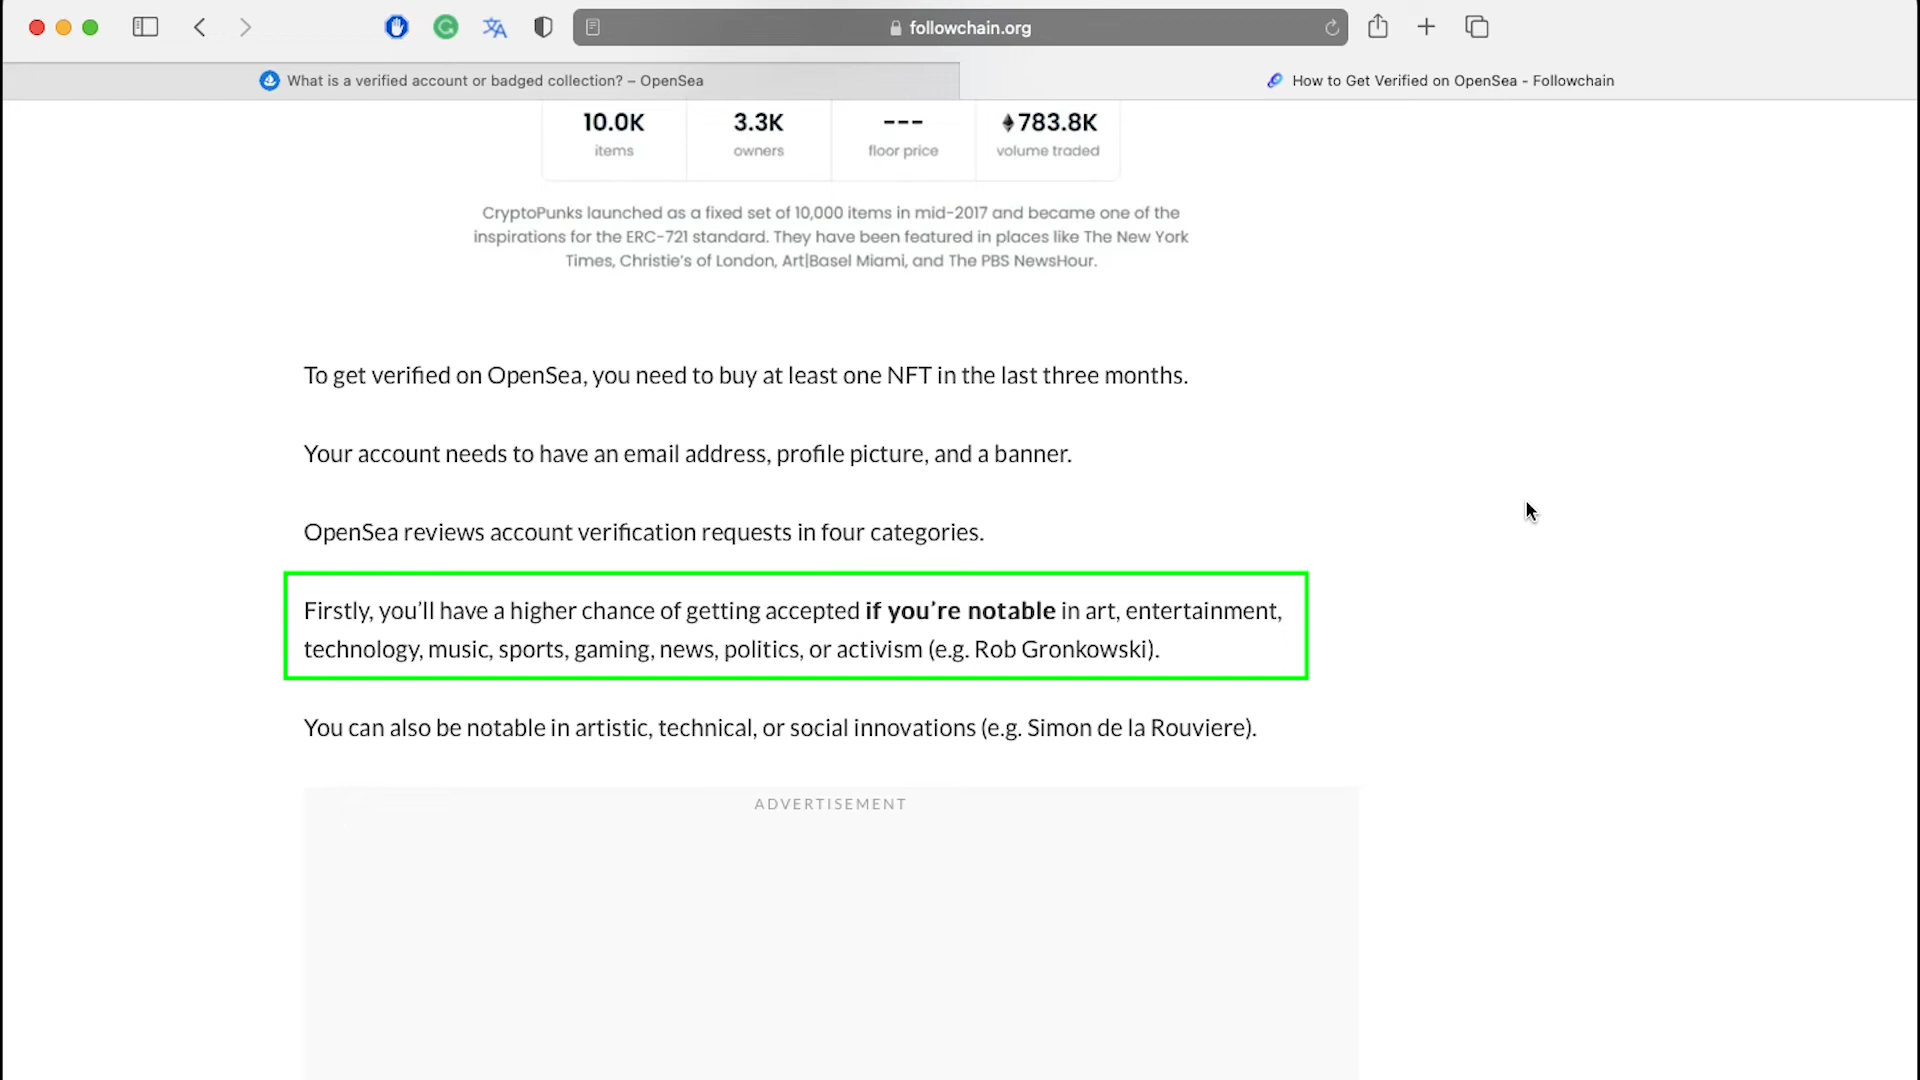 followchain.org
What is a verified account or badged collection? – OpenSea
How to Get Verified on OpenSea - Followchain
10.0K
items
3.3K
owners
---
floor price
783.8K
volume traded
CryptoPunks launched as a fixed set of 10,000 items in mid-2017 and became one of the
inspirations for the ERC-721 standard. They have been featured in places like The New York
Times, Christie's of London, Art|Basel Miami, and The PBS NewsHour.
To get verified on OpenSea, you need to buy at least one NFT in the last three months.
Your account needs to have an email address, profile picture, and a banner.
OpenSea reviews account verification requests in four categories.
Firstly, you’ll have a higher chance of getting accepted if you’re notable in art, entertainment,
technology, music, sports, gaming, news, politics, or activism (e.g. Rob Gronkowski).
You can also be notable in artistic, technical, or social innovations (e.g. Simon de la Rouviere).
ADVERTISEMENT